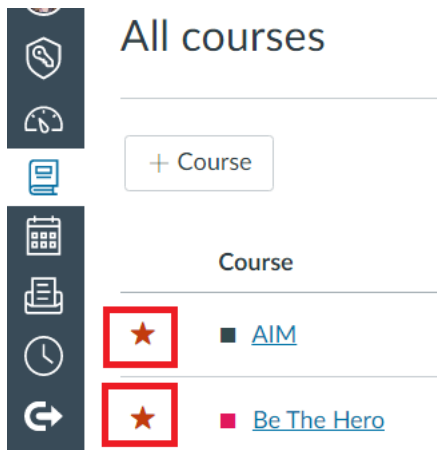 All courses
+ Course
Course
AIM
Be The Hero